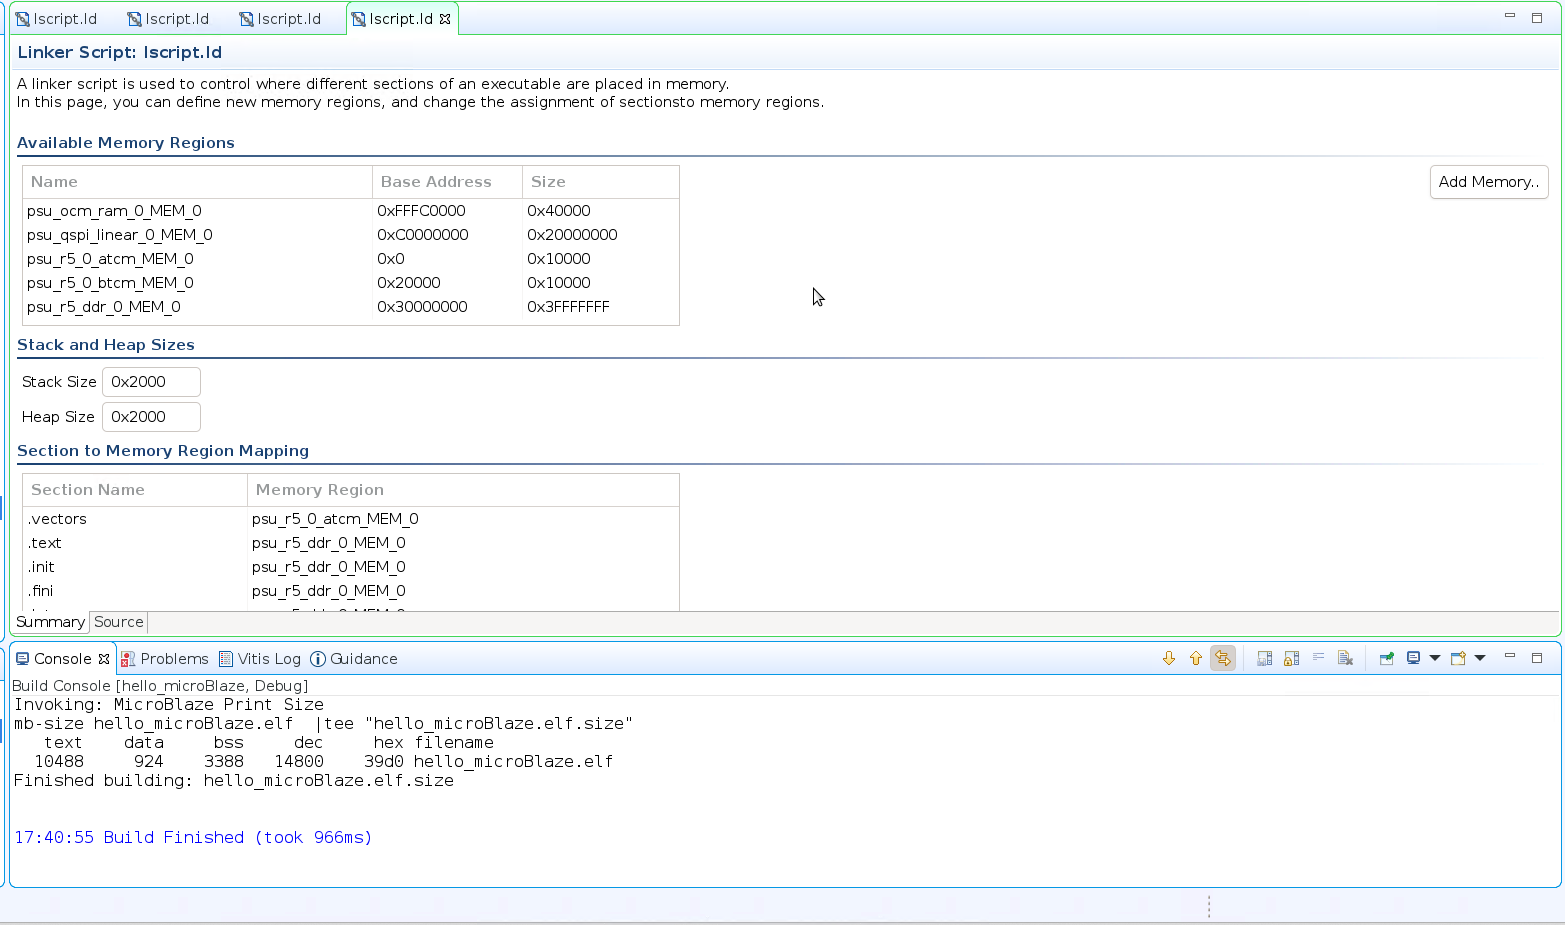 lscript.ld lscript.ld lscript.ld lscript.ld
Linker Script: lscript.ld
A linker script is used to control where different sections of an executable are placed in memory.
In this page, you can define new memory regions, and change the assignment of sectionsto memory regions.
Available Memory Regions
Name Base Address Size
Add Memory..
psu_ocm_ram_0_MEM_0 0xFFFC0000 0x40000
psu_qspi_linear_0_MEM_0 0xC0000000 0x20000000
psu_r5_0_atcm_MEM_0 0x0 0x10000
psu_r5_0_btcm_MEM_0 0x20000 0x10000
psu_r5_ddr_0_MEM_0 0x30000000 0x3FFFFFFF
Stack and Heap Sizes
Stack Size 0x2000
Heap Size 0x2000
Section to Memory Region Mapping
Section Name Memory Region
.vectors psu_r5_0_atcm_MEM_0
.text psu_r5_ddr_0_MEM_0
.init psu_r5_ddr_0_MEM_0
.fini psu_r5_ddr_0_MEM_0
Summary Source
Console Problems Vitis Log Guidance
Build Console [hello_microBlaze, Debug]
Invoking: MicroBlaze Print Size
mb-size hello_microBlaze.elf  |tee "hello_microBlaze.elf.size"
text data bss dec hex filename
10488 924 3388 14800 39d0 hello_microBlaze.elf
Finished building: hello_microBlaze.elf.size
17:40:55 Build Finished (took 966ms)